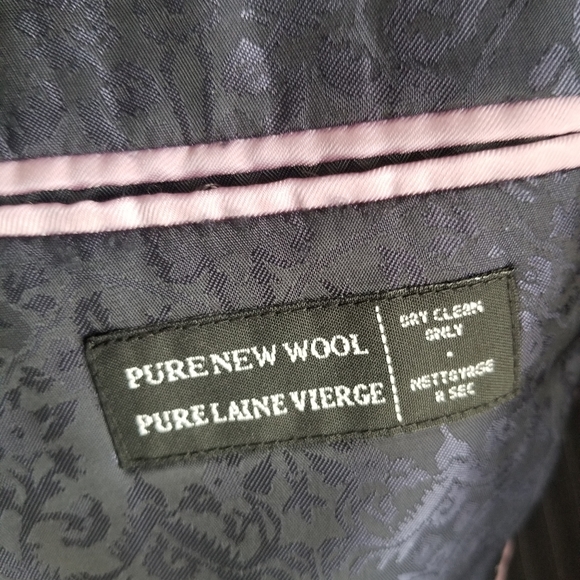 PURE NEW WOOL
PURE LAINE VIERGE
DRY CLEAN
ONLY
NETTOYAGE
A SEC